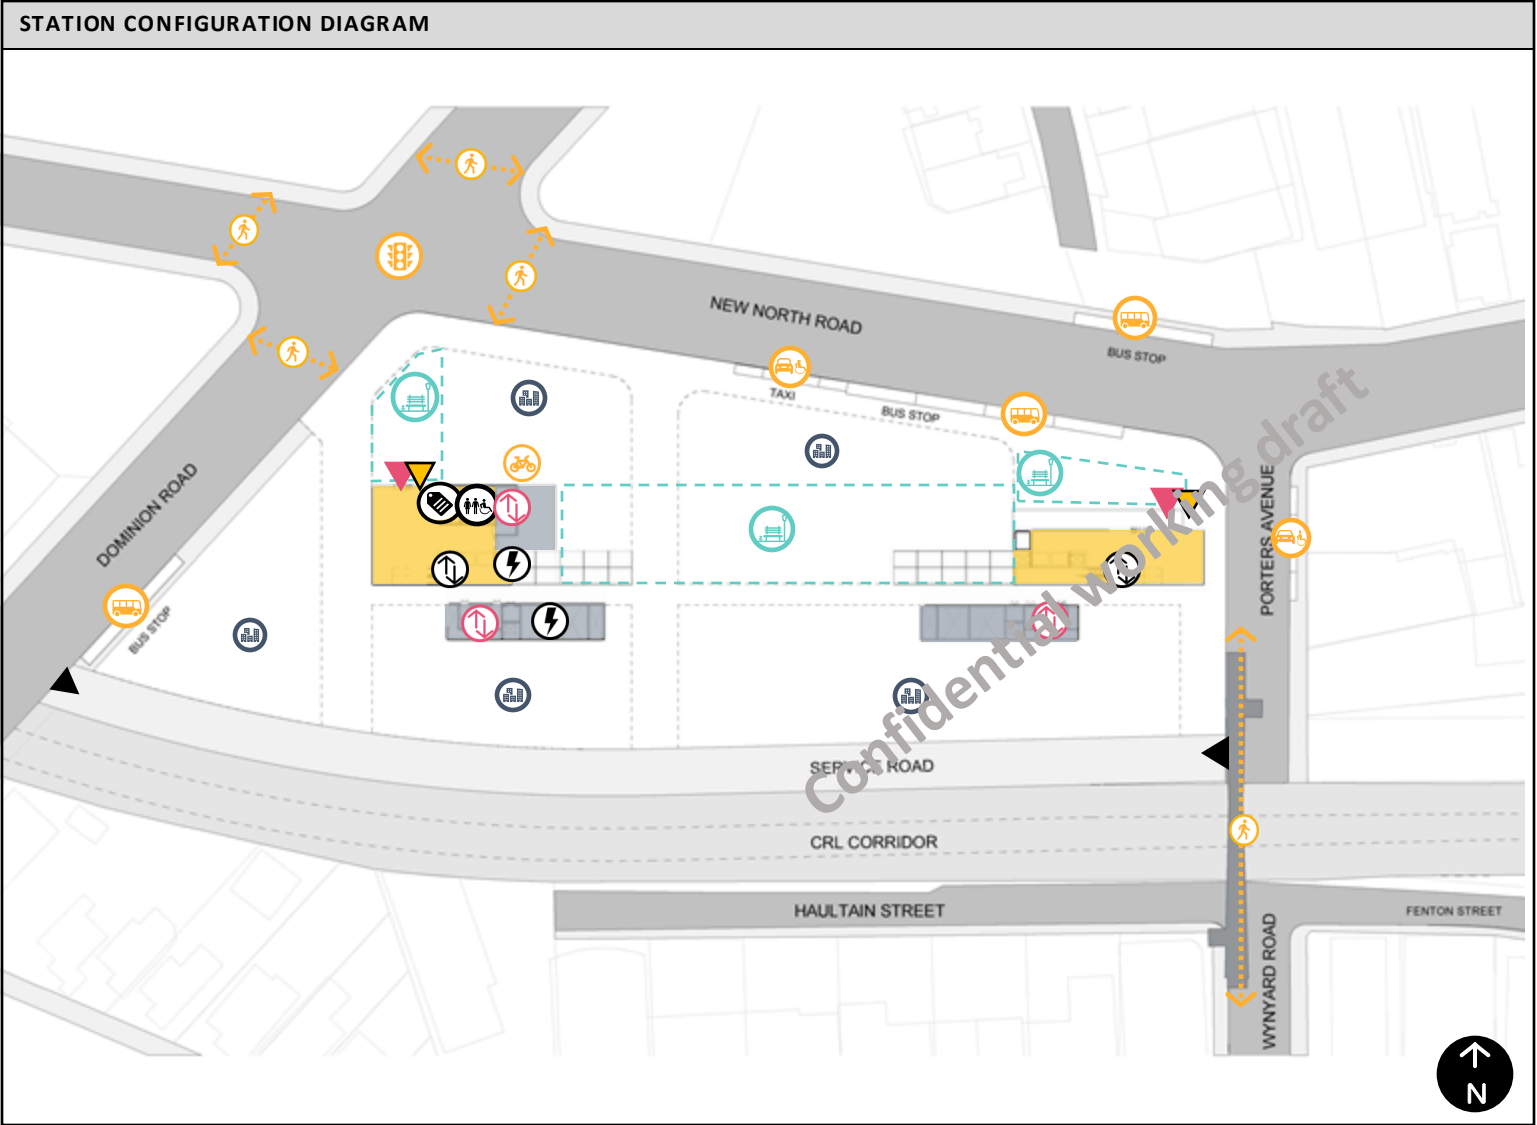 STATION CONFIGURATION DIAGRAM
NEW NORTH ROAD
BUS STOP
TAXI
BUS STOP
DOMINION ROAD
BUS STOP
PORTERS AVENUE
Confidential working draft
SERVICE ROAD
CRL CORRIDOR
HAULTAIN STREET
FENTON STREET
WYNYARD ROAD
N